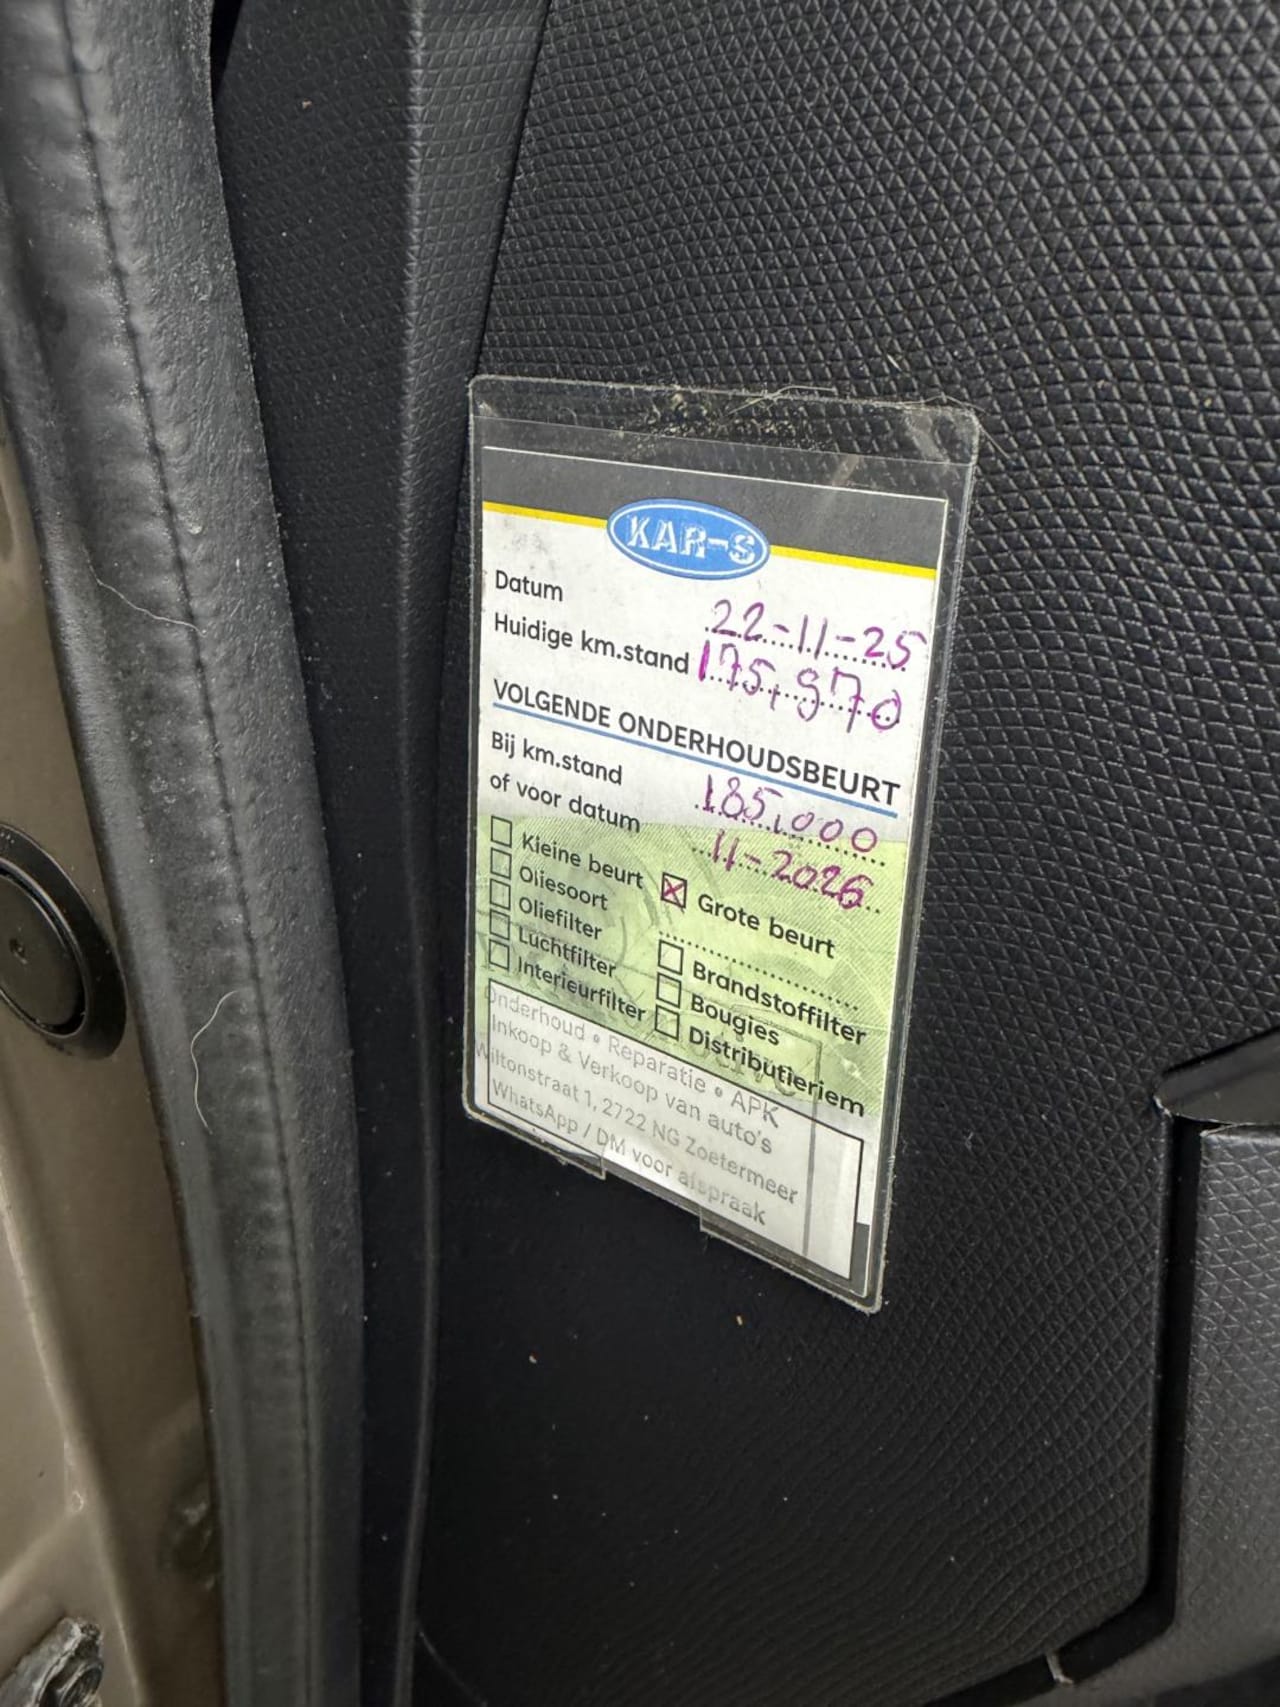 KAR-S
Datum 22-11-25
Huidige km.stand 175,970
VOLGENDE ONDERHOUDSBEURT
Bij km.stand 185,000
of voor datum 11-2026
Kleine beurt
Grote beurt
Oliesoort
Oliefilter
Brandstoffilter
Luchtfilter
Bougies
Interieurfilter
Distributieriem
Onderhoud • Reparatie • APK
Inkoop & Verkoop van auto's
Wiltonstraat 1, 2722 NG Zoetermeer
WhatsApp / DM voor afspraak